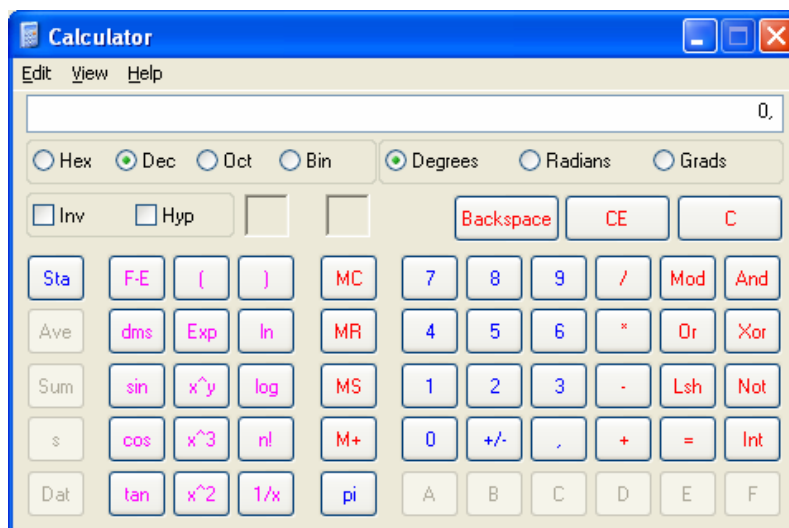 Calculator
Edit View Help
0,
Hex Dec Oct Bin Degrees Radians Grads
Inv Hyp Backspace CE C
Sta F-E ( ) MC 7 8 9 / Mod And
Ave dms Exp ln MR 4 5 6 * Or Xor
Sum sin x^y log MS 1 2 3 - Lsh Not
s cos x^3 n! M+ 0 +/- , + = Int
Dat tan x^2 1/x pi A B C D E F